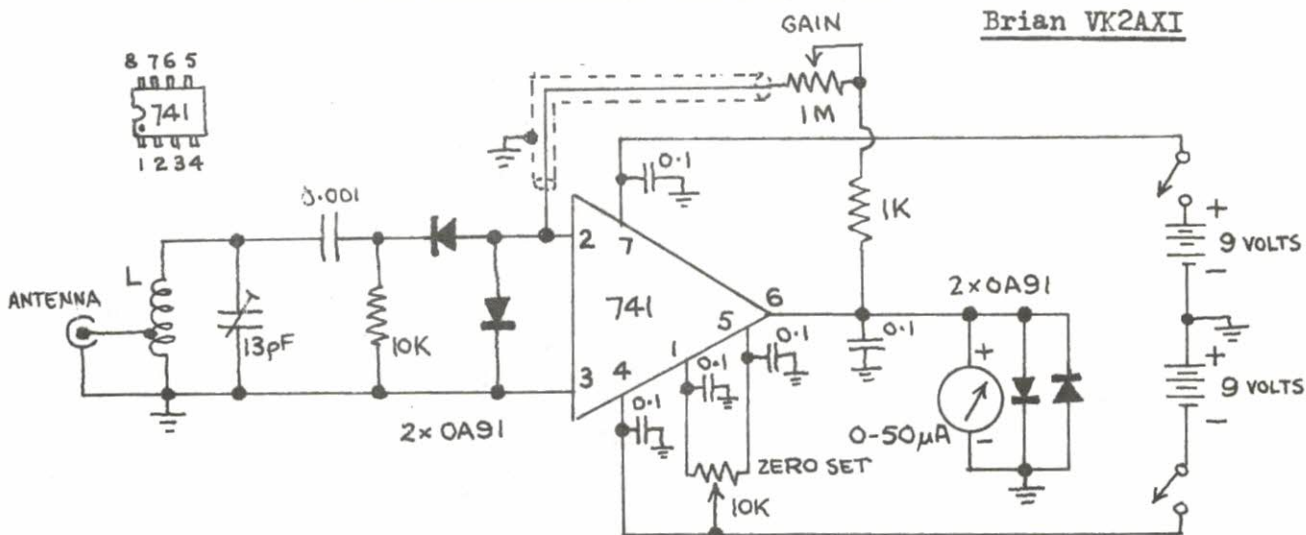 Brian VK2AXI
GAIN
1M
8 7 6 5
741
1 2 3 4
0.1
0.001
1K
+
9 VOLTS
-
2
7
L
ANTENNA
13pF
10K
741
6
2×OA91
5
0.1
0.1
1
0.1
3
4
0.1
+
0-50µA
-
+
9 VOLTS
-
2×OA91
ZERO SET
10K